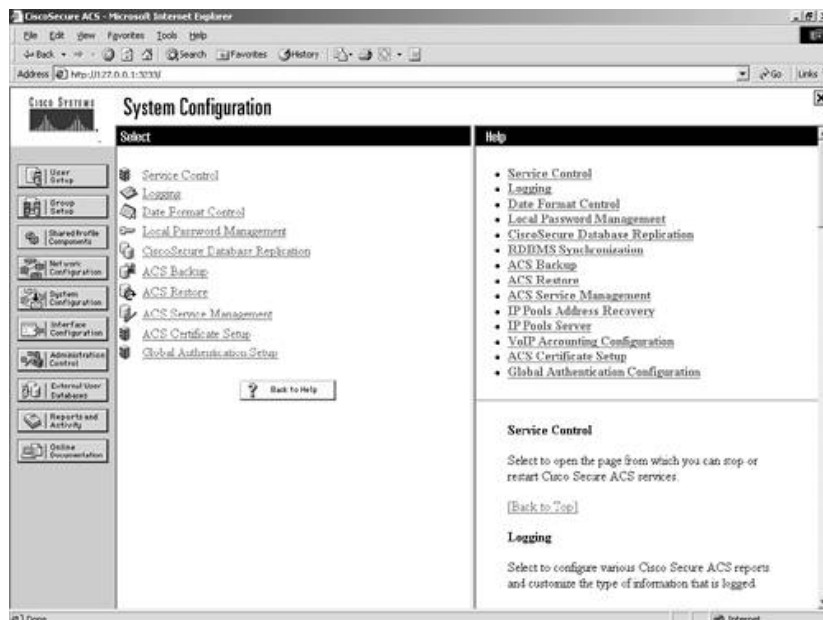 CiscoSecure ACS - Microsoft Internet Explorer
File Edit View Favorites Tools Help
Back Search Favorites History
Address http://127.0.0.1:3233/ Go Links
CISCO SYSTEMS
System Configuration
Select
Help
User Setup
Group Setup
Shared Profile Components
Network Configuration
System Configuration
Interface Configuration
Administration Control
External User Databases
Reports and Activity
Online Documentation
Service Control
Logging
Date Format Control
Local Password Management
CiscoSecure Database Replication
ACS Backup
ACS Restore
ACS Service Management
ACS Certificate Setup
Global Authentication Setup
? Back to Help
• Service Control
• Logging
• Date Format Control
• Local Password Management
• CiscoSecure Database Replication
• RDBMS Synchronization
• ACS Backup
• ACS Restore
• ACS Service Management
• IP Pools Address Recovery
• IP Pools Server
• VoIP Accounting Configuration
• ACS Certificate Setup
• Global Authentication Configuration
Service Control
Select to open the page from which you can stop or
restart Cisco Secure ACS services.
[Back to Top]
Logging
Select to configure various Cisco Secure ACS reports
and customize the type of information that is logged.
Done
Internet